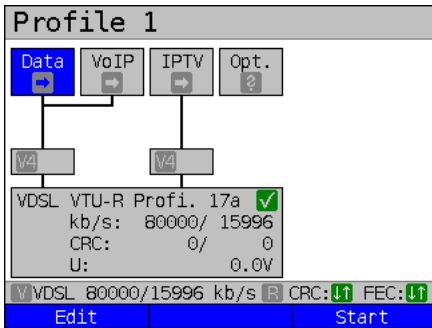 Profile 1
Data VoIP IPTV Opt.
?
V4 V4
VDSL VTU-R Profi. 17a
kb/s: 80000/ 15996
CRC: 0/ 0
U: 0.0V
V VDSL 80000/15996 kb/s R CRC: FEC:
Edit Start